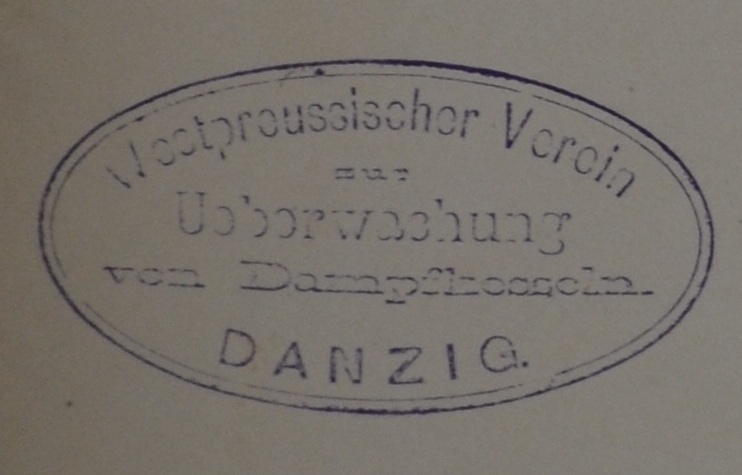 Westpreussischer Verein
zur
Ueberwachung
von Dampfkesseln.
DANZIG.